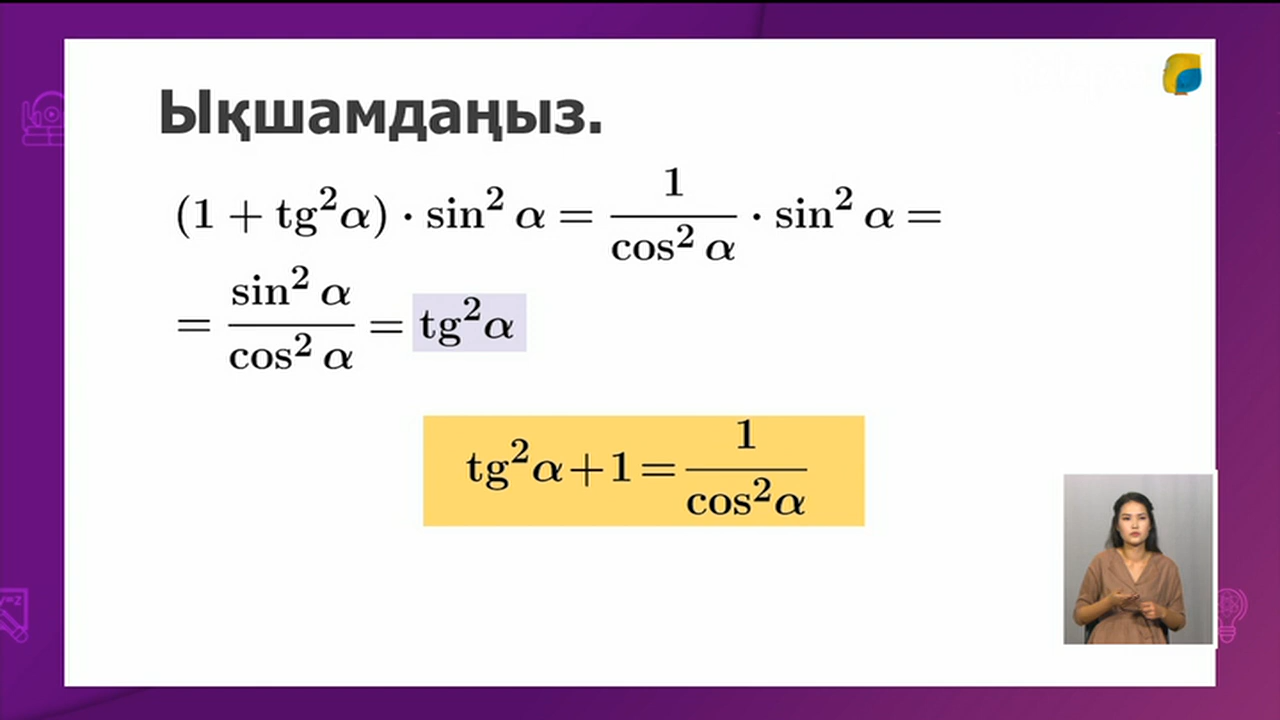 Ықшамдаңыз.
(1 + tg²α) · sin² α = 1/cos² α · sin² α =
= sin² α/cos² α = tg²α
tg²α+1=1/cos²α